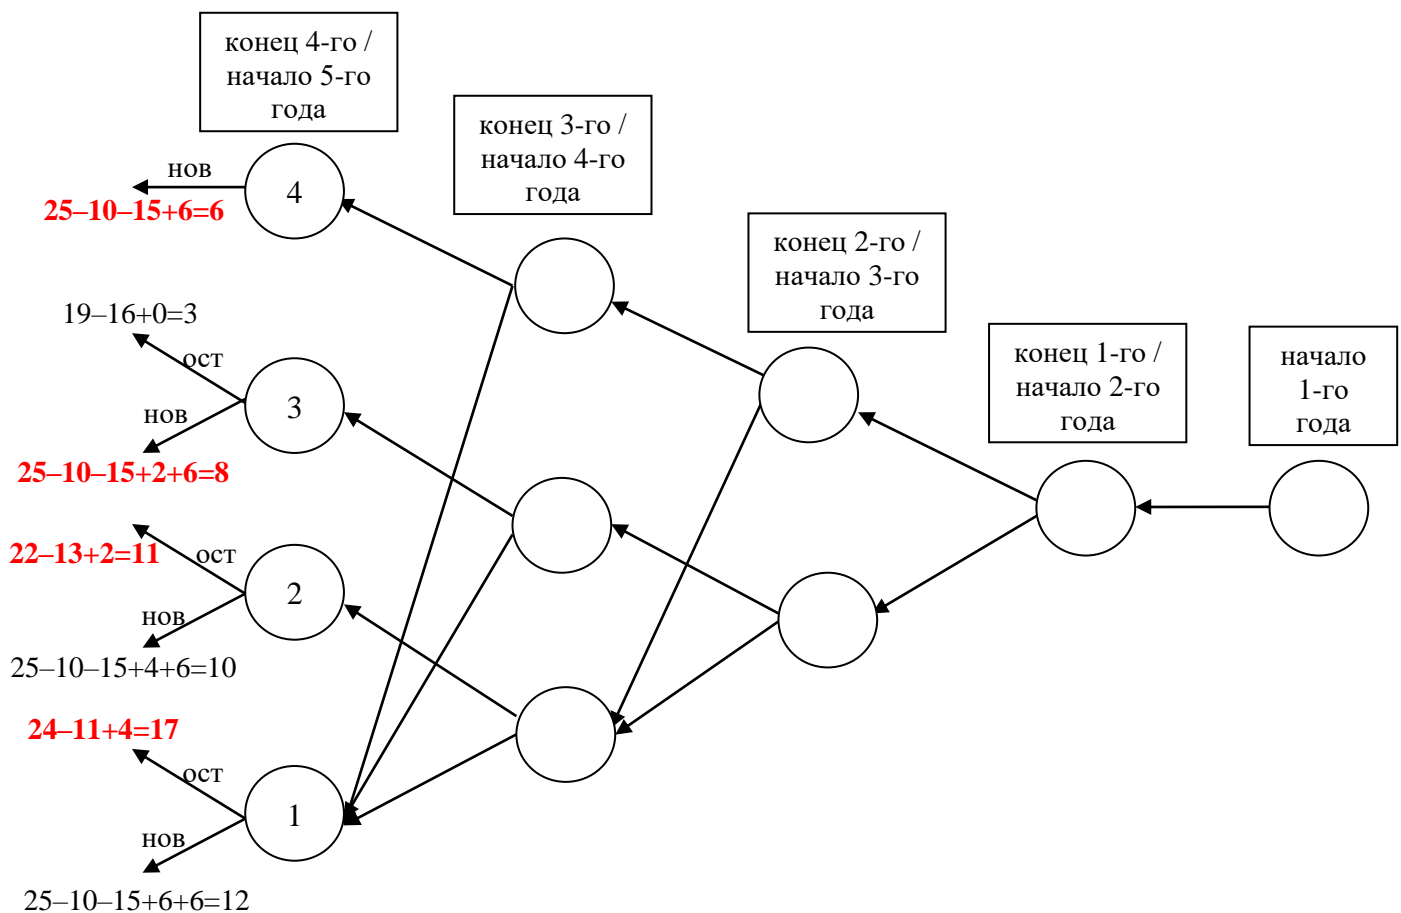 конец 4-го /
начало 5-го
года
конец 3-го /
начало 4-го
года
конец 2-го /
начало 3-го
года
конец 1-го /
начало 2-го
года
начало
1-го
года
нов
4
25–10–15+6=6
19–16+0=3
ост
3
нов
25–10–15+2+6=8
22–13+2=11
ост
2
нов
25–10–15+4+6=10
24–11+4=17
ост
1
нов
25–10–15+6+6=12